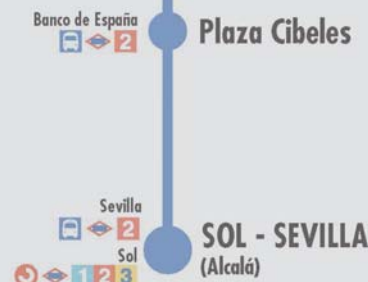 Banco de España
2
Plaza Cibeles
Sevilla
2
SOL - SEVILLA
Sol
(Alcalá)
1 2 3